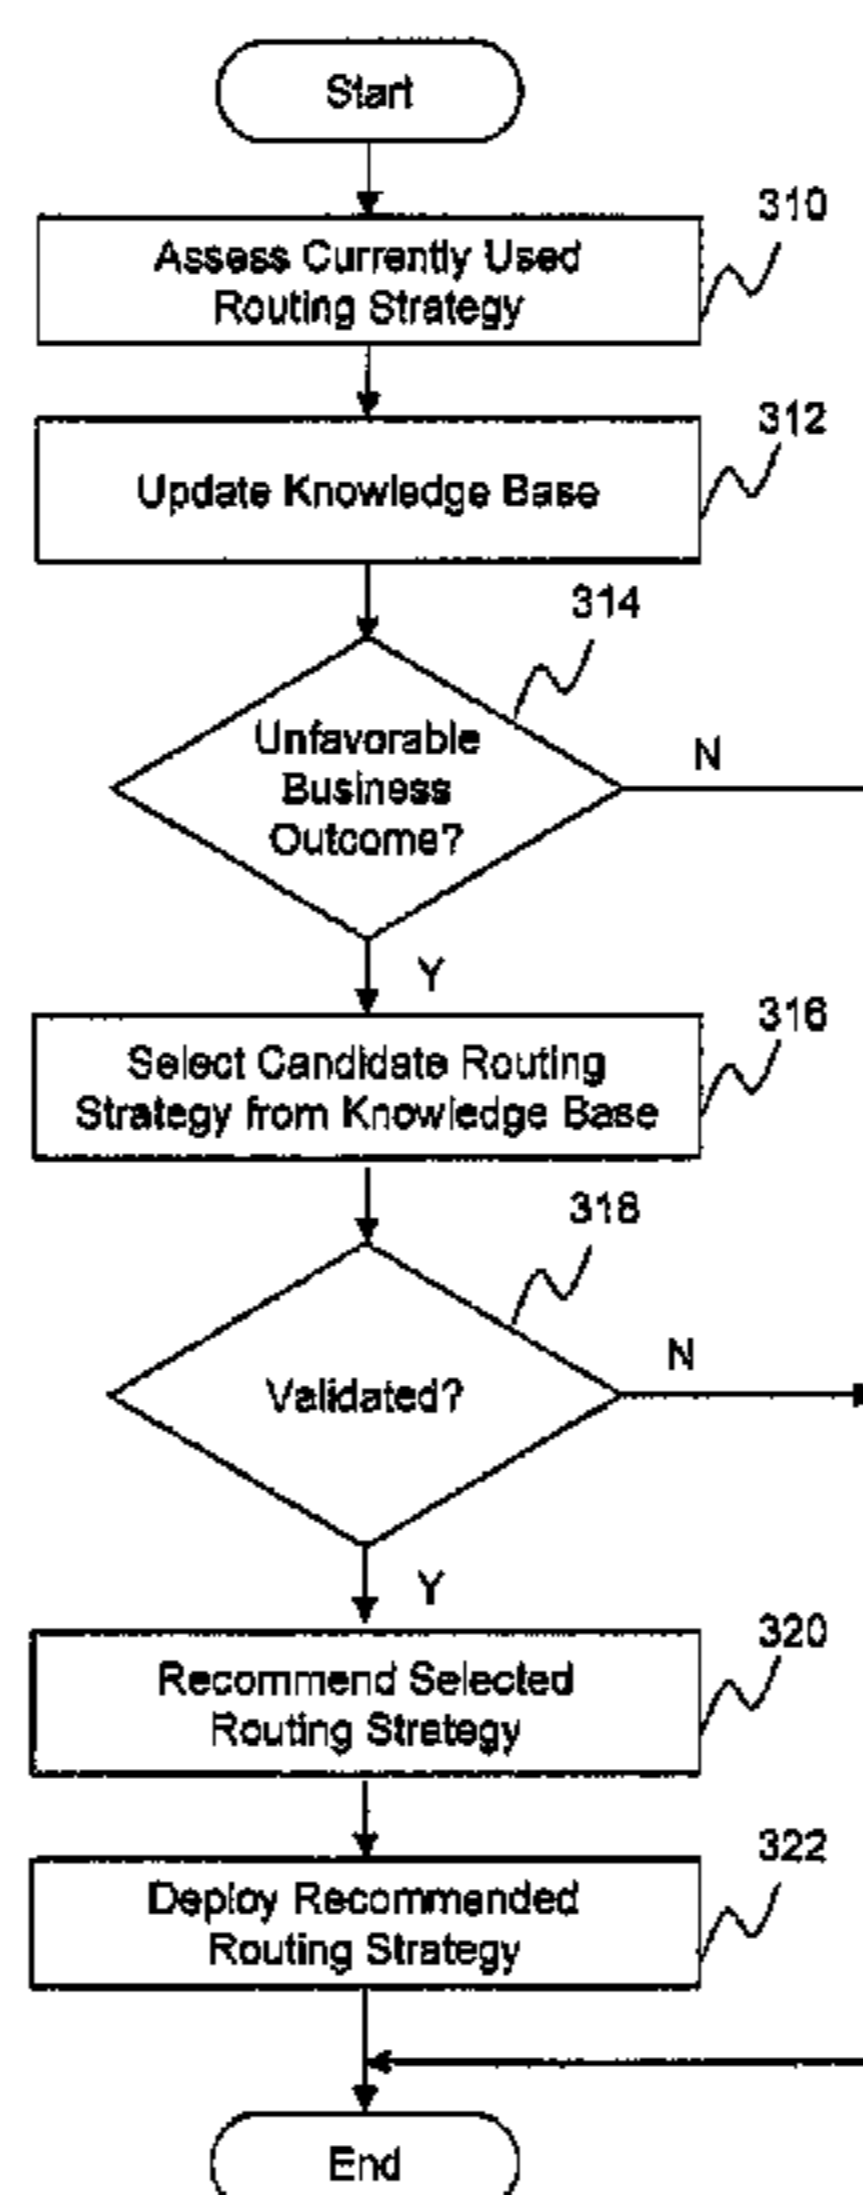 Start
310
Assess Currently Used
Routing Strategy
312
Update Knowledge Base
314
Unfavorable
Business
Outcome?
N
Y
316
Select Candidate Routing
Strategy from Knowledge Base
318
Validated?
N
Y
320
Recommend Selected
Routing Strategy
322
Deploy Recommended
Routing Strategy
End